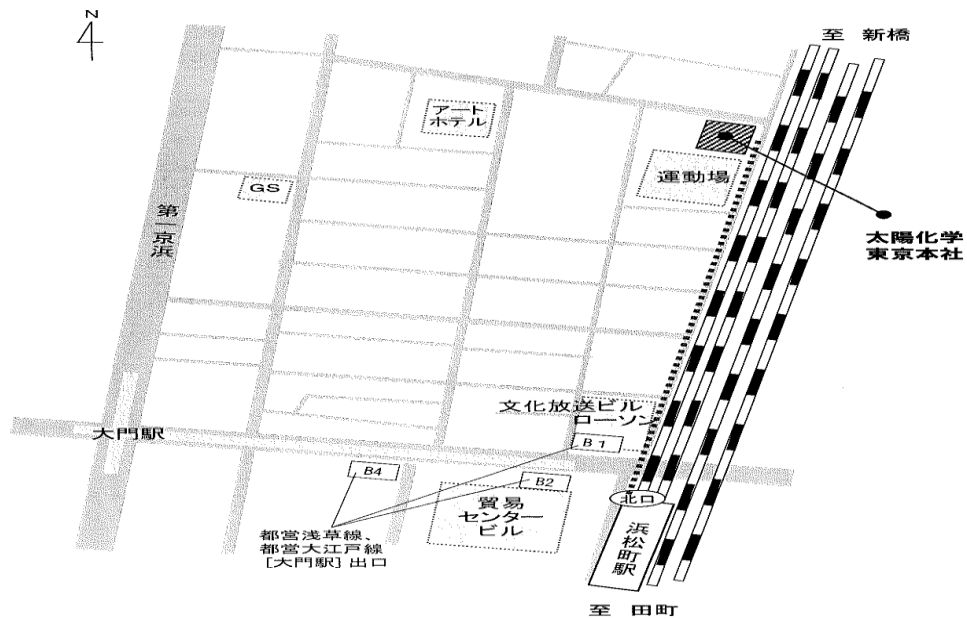 N
至 新橋
アート
ホテル
運動場
GS
第一京浜
太陽化学
東京本社
文化放送ビル
ローソン
大門駅
B1
B4
B2
北口
貿易
センター
ビル
浜松町駅
都営浅草線、
都営大江戸線
[大門駅] 出口
至 田町